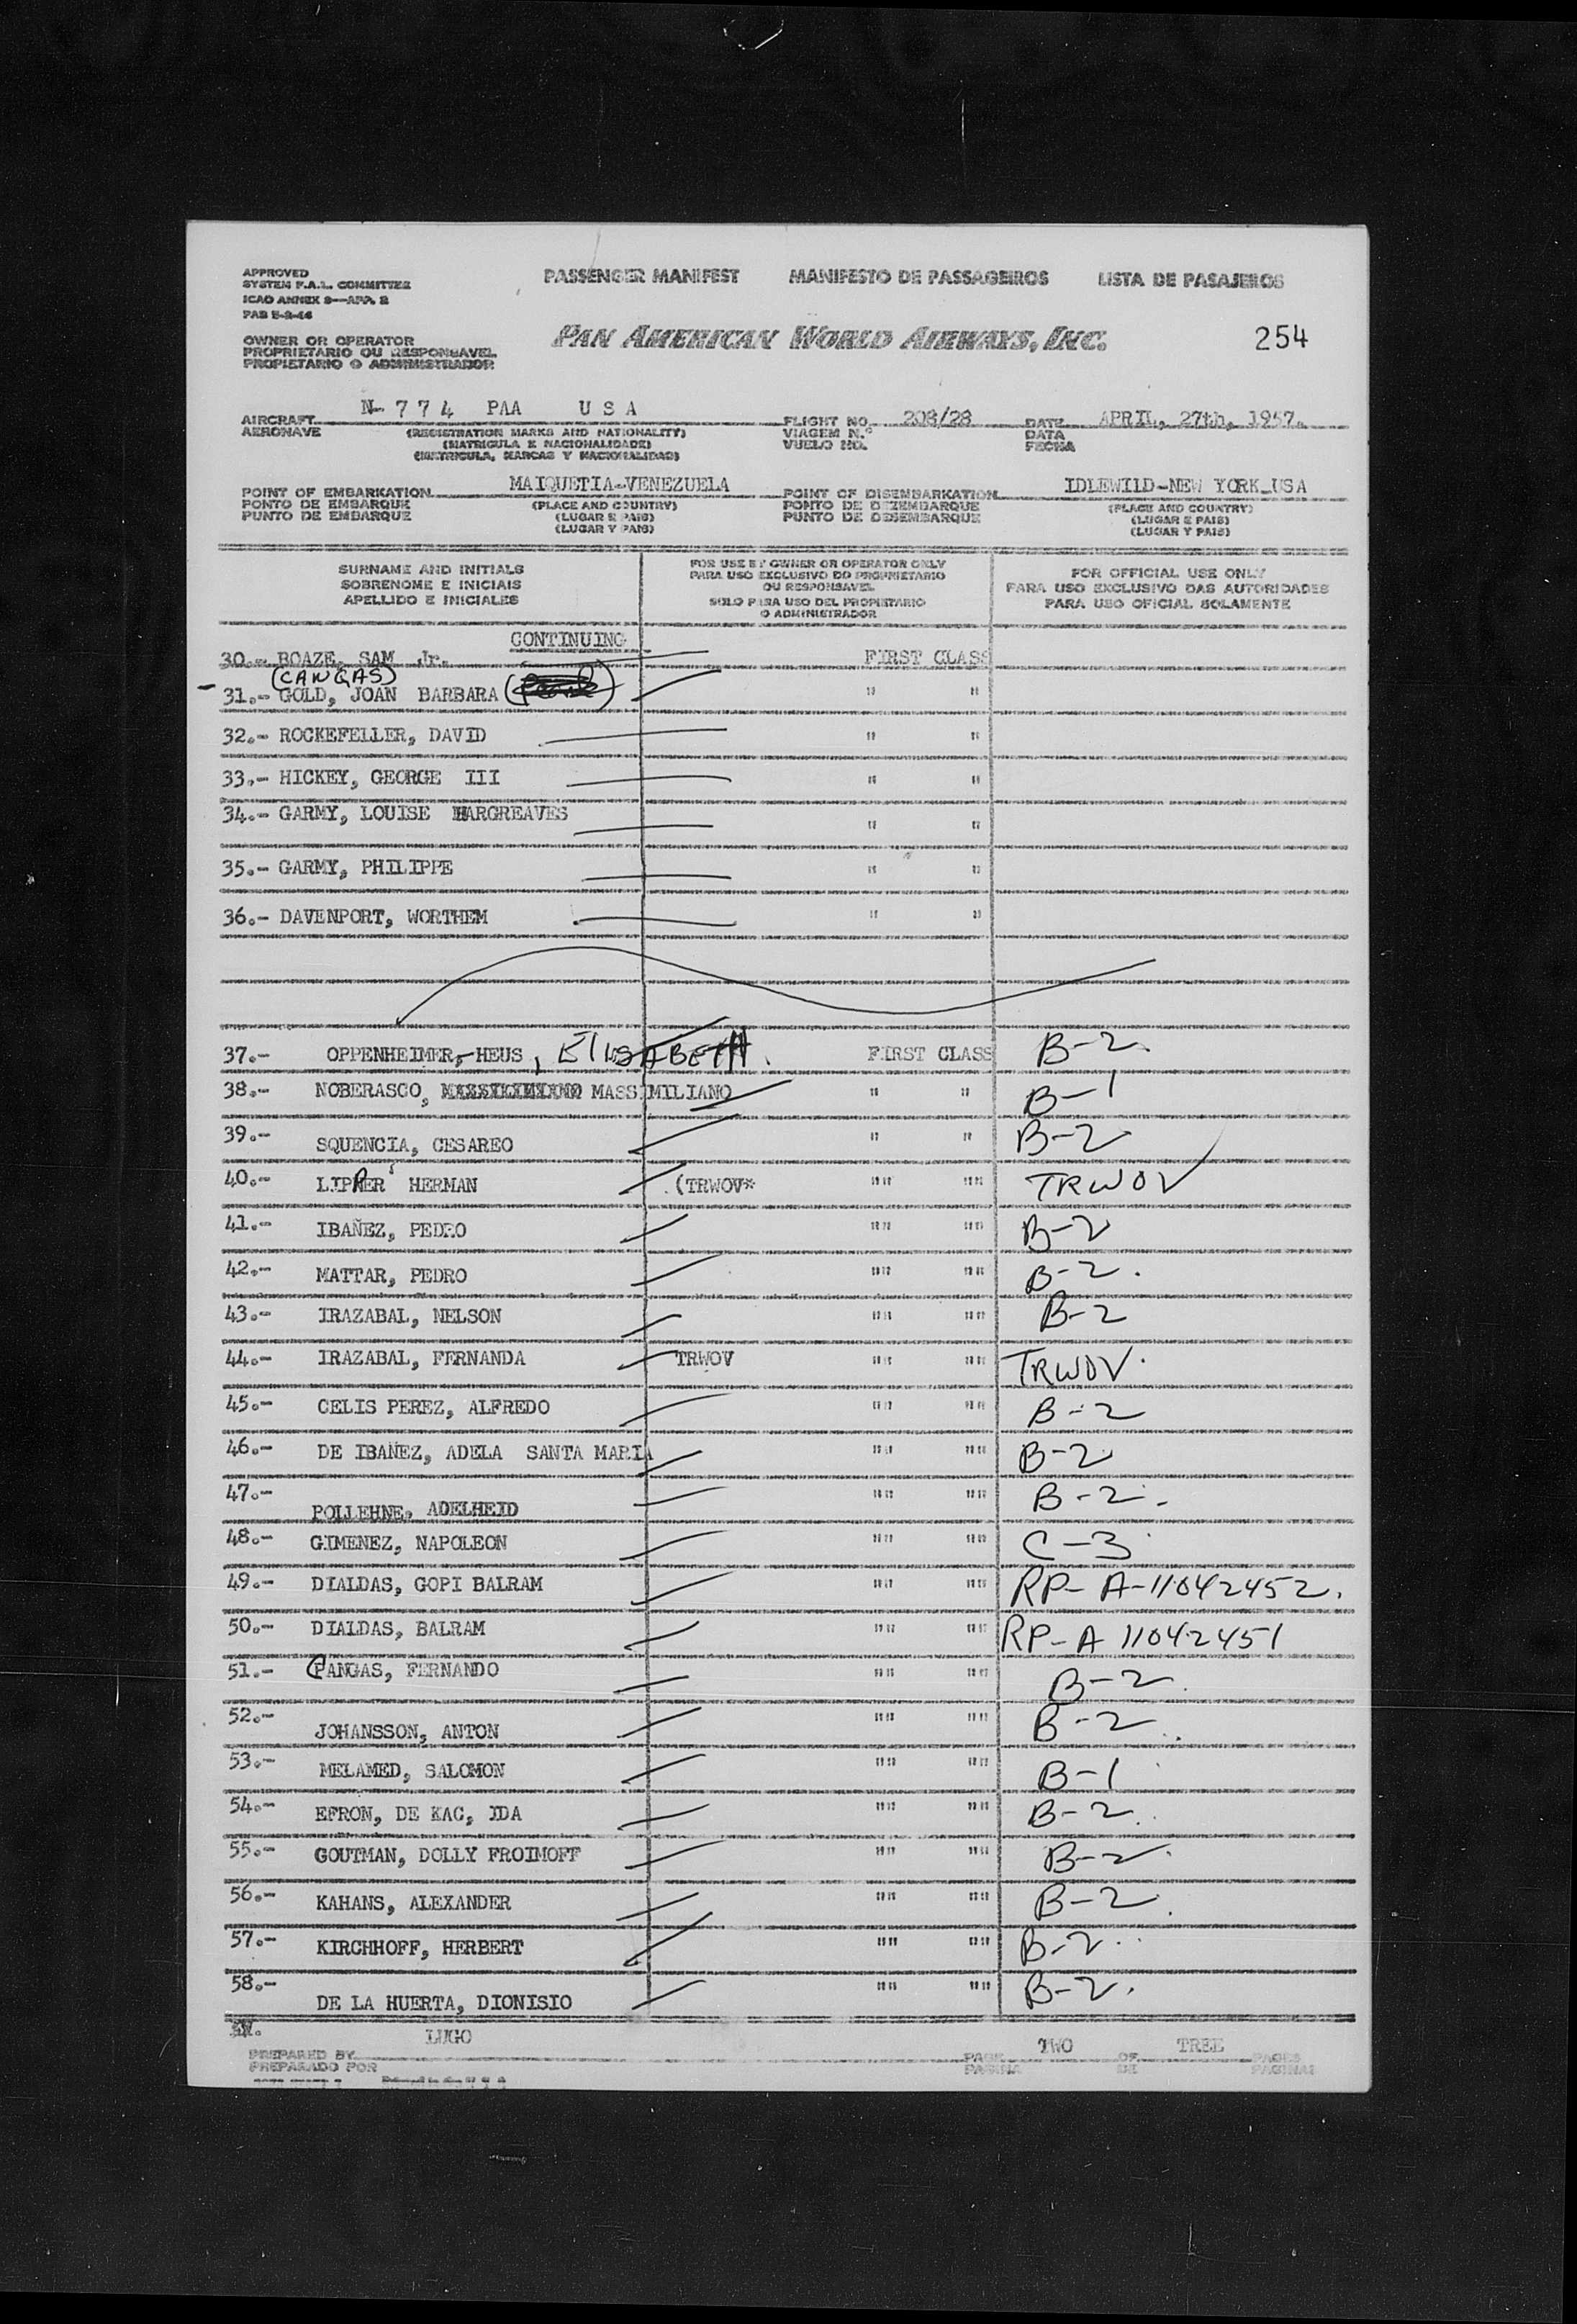 APPROVED
SYSTEM F.A.L. COMMITTEE
ICAO ANNEX 9—APP. 2
PAB 5-2-46
PASSENGER MANIFEST MANIFESTO DE PASSAGEIROS LISTA DE PASAJEROS
OWNER OR OPERATOR
PROPRIETARIO OU RESPONSAVEL
PROPIETARIO O ADMINISTRADOR
PAN AMERICAN WORLD AIRWAYS, INC.
254
AIRCRAFT N- 7 7 4 PAA U S A FLIGHT NO. 208/28 DATE APRIL, 27th, 1957.
AERONAVE (REGISTRATION MARKS AND NATIONALITY) VIAGEM N.º DATA
(MATRICULA E NACIONALIDADE) VUELO NO. FECHA
(MATRICULA, MARCAS Y NACIONALIDAD)
POINT OF EMBARKATION MAIQUETIA-VENEZUELA POINT OF DISEMBARKATION IDLEWILD-NEW YORK-USA
PONTO DE EMBARQUE (PLACE AND COUNTRY) PONTO DE DEZEMBARQUE (PLACE AND COUNTRY)
PUNTO DE EMBARQUE (LUGAR E PAIS) PUNTO DE DESEMBARQUE (LUGAR E PAIS)
(LUGAR Y PAIS) (LUGAR Y PAIS)
SURNAME AND INITIALS
SOBRENOME E INICIAIS
APELLIDO E INICIALES
FOR USE BY OWNER OR OPERATOR ONLY
PARA USO EXCLUSIVO DO PROPRIETARIO
OU RESPONSAVEL
SOLO PARA USO DEL PROPIETARIO
O ADMINISTRADOR
FOR OFFICIAL USE ONLY
PARA USO EXCLUSIVO DAS AUTORIDADES
PARA USO OFICIAL SOLAMENTE
CONTINUING
30.- BOAZE, SAM Jr. FIRST CLASS
(CANGAS)
31.- GOLD, JOAN BARBARA " "
32.- ROCKEFELLER, DAVID " "
33.- HICKEY, GEORGE III " "
34.- GARMY, LOUISE HARGREAVES " "
35.- GARMY, PHILIPPE " "
36.- DAVENPORT, WORTHEM " "
37.- OPPENHEIMER,-HEUS, ELISABETH. FIRST CLASS B-2
38.- NOBERASCO, MASSIMILIANO " " B-1
39.- SQUENCIA, CESAREO " " B-2
40.- LIPNER HERMAN (TRWOV* "" "" TRWOV
41.- IBAÑEZ, PEDRO "" "" B-2
42.- MATTAR, PEDRO "" "" B-2.
43.- IRAZABAL, NELSON "" "" B-2
44.- IRAZABAL, FERNANDA TRWOV "" "" TRWOV.
45.- CELIS PEREZ, ALFREDO "" "" B-2
46.- DE IBAÑEZ, ADELA SANTA MARIA "" "" B-2
47.- POLLEHNE, ADELHEID "" "" B-2.
48.- GIMENEZ, NAPOLEON "" "" C-3
49.- DIALDAS, GOPI BALRAM "" "" RP- A-11042452.
50.- DIALDAS, BALRAM "" "" RP-A 11042451
51.- CANGAS, FERNANDO "" "" B-2
52.- JOHANSSON, ANTON "" "" B-2
53.- MELAMED, SALOMON "" "" B-1
54.- EFRON, DE KAC, IDA "" "" B-2
55.- GOUTMAN, DOLLY FROIMOFF "" "" B-2
56.- KAHANS, ALEXANDER "" "" B-2
57.- KIRCHHOFF, HERBERT "" "" B-2
58.- DE LA HUERTA, DIONISIO "" "" B-2.
PREPARED BY LUGO PAGE TWO OF TREE PAGES
PREPARADO POR PAGINA DE PAGINAS